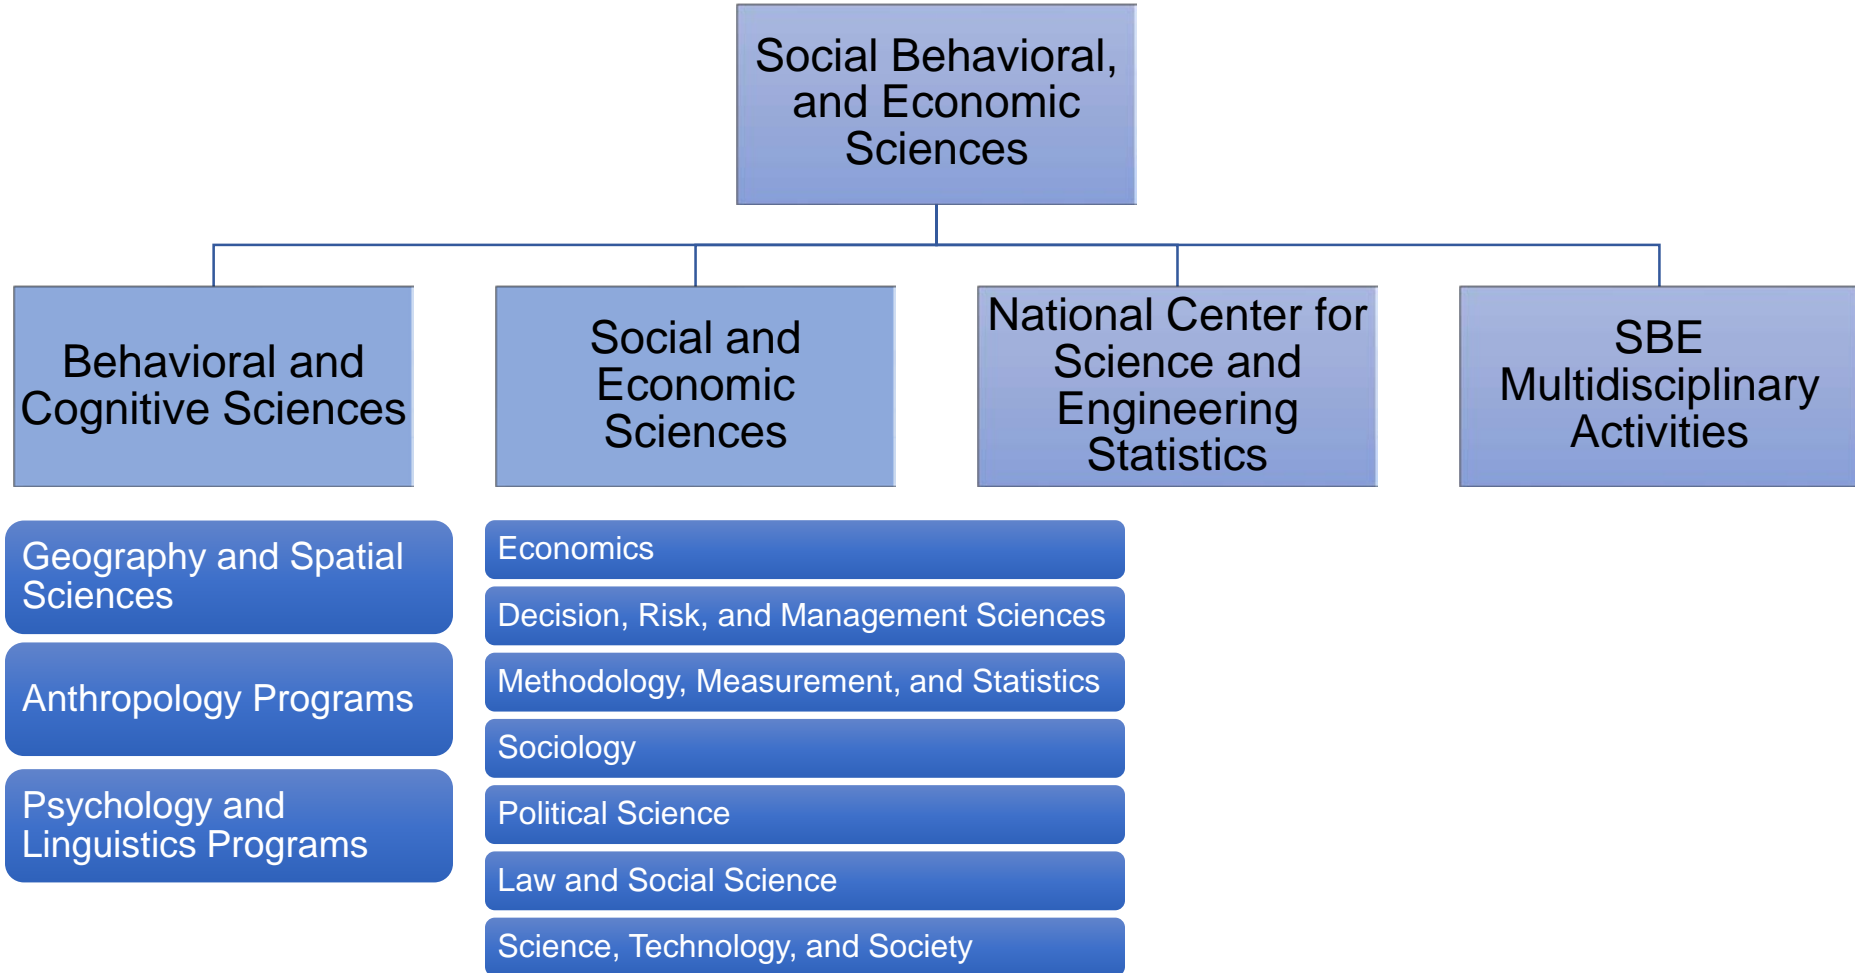 Social Behavioral,
and Economic
Sciences
Behavioral and
Cognitive Sciences
Social and
Economic
Sciences
National Center for
Science and
Engineering
Statistics
SBE
Multidisciplinary
Activities
Geography and Spatial
Sciences
Anthropology Programs
Psychology and
Linguistics Programs
Economics
Decision, Risk, and Management Sciences
Methodology, Measurement, and Statistics
Sociology
Political Science
Law and Social Science
Science, Technology, and Society